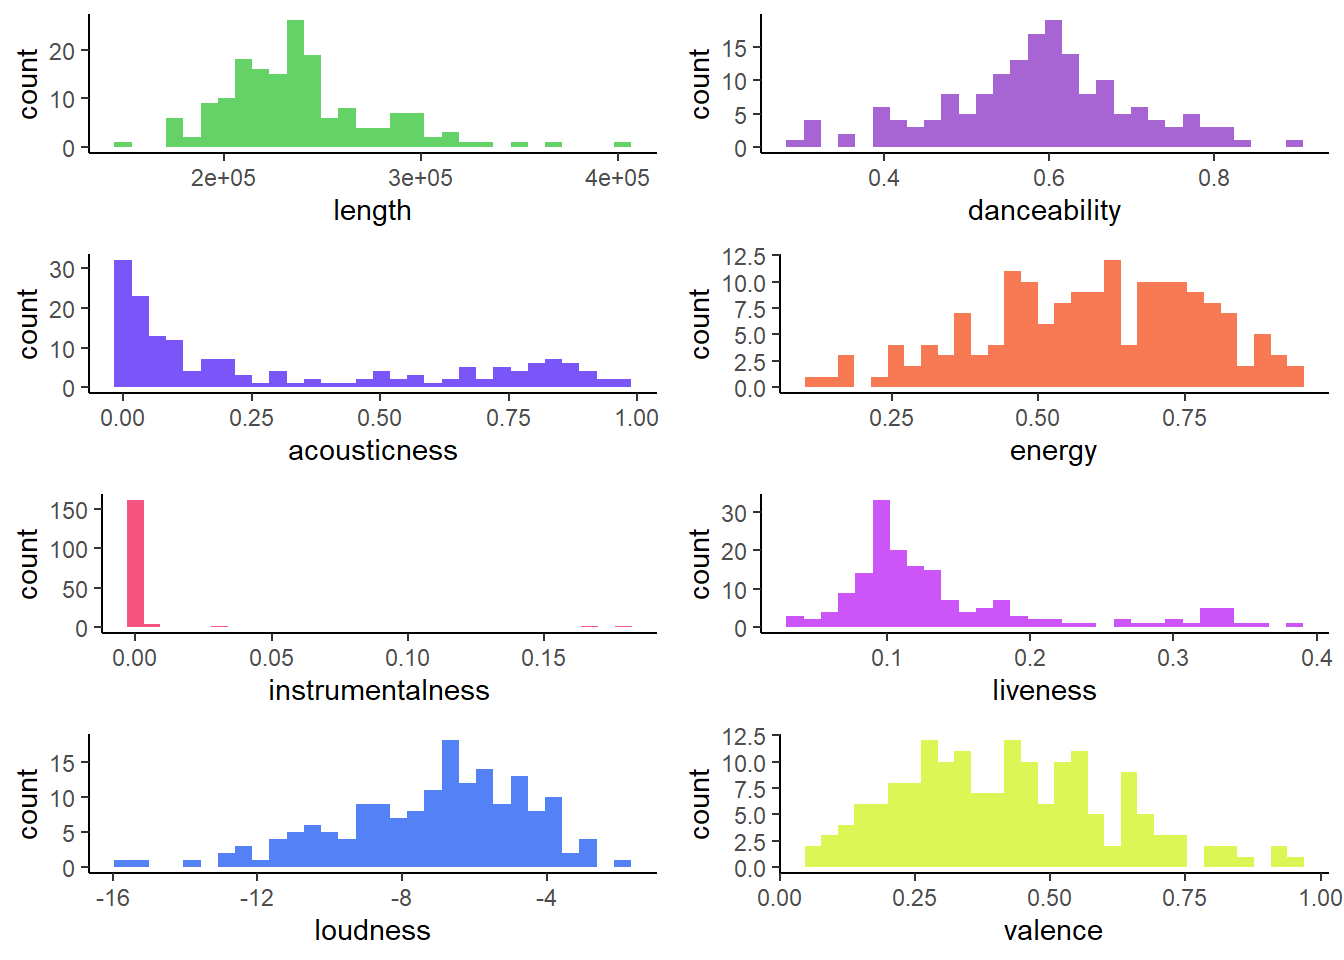 count
20
10
0
2e+05 3e+05 4e+05
length
count
15
10
5
0
0.4 0.6 0.8
danceability
count
30
20
10
0
0.00 0.25 0.50 0.75 1.00
acousticness
count
12.5
10.0
7.5
5.0
2.5
0.0
0.25 0.50 0.75
energy
count
150
100
50
0
0.00 0.05 0.10 0.15
instrumentalness
count
30
20
10
0
0.1 0.2 0.3 0.4
liveness
count
15
10
5
0
-16 -12 -8 -4
loudness
count
12.5
10.0
7.5
5.0
2.5
0.0
0.00 0.25 0.50 0.75 1.00
valence